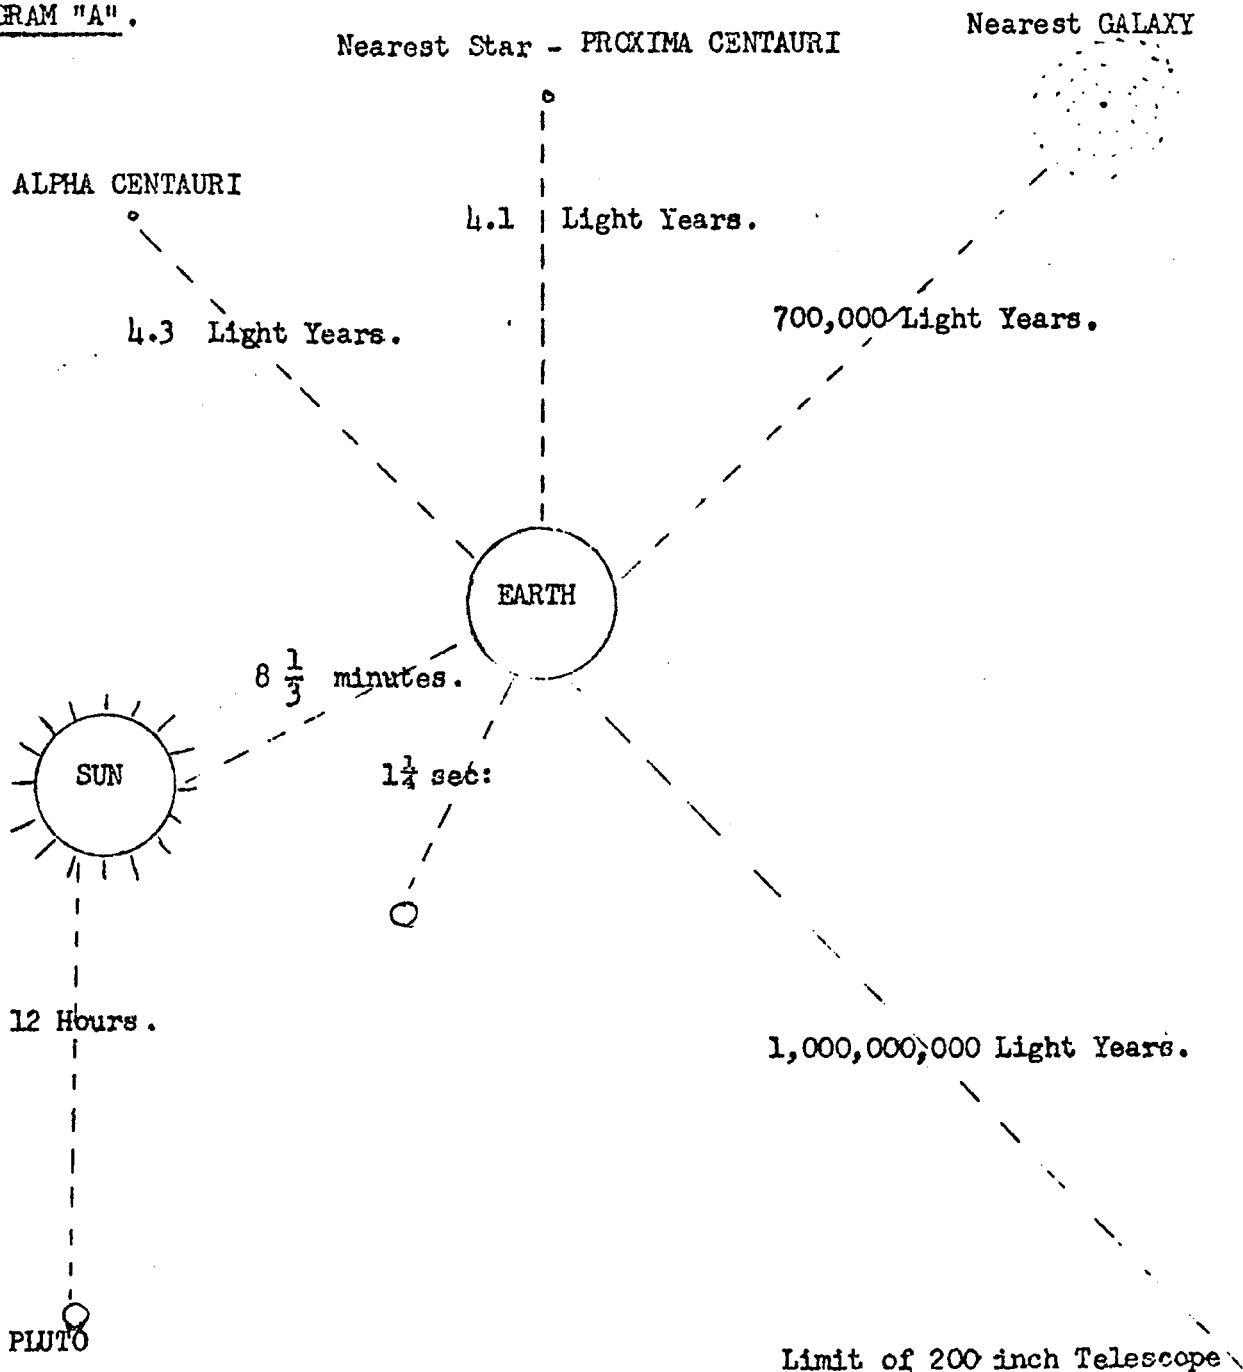 GRAM "A".
Nearest GALAXY
Nearest Star - PROXIMA CENTAURI
ALPHA CENTAURI
4.1 Light Years.
4.3 Light Years.
700,000 Light Years.
EARTH
8 1/3 minutes.
SUN
1¼ sec:
12 Hours.
1,000,000,000 Light Years.
PLUTO
Limit of 200 inch Telescope